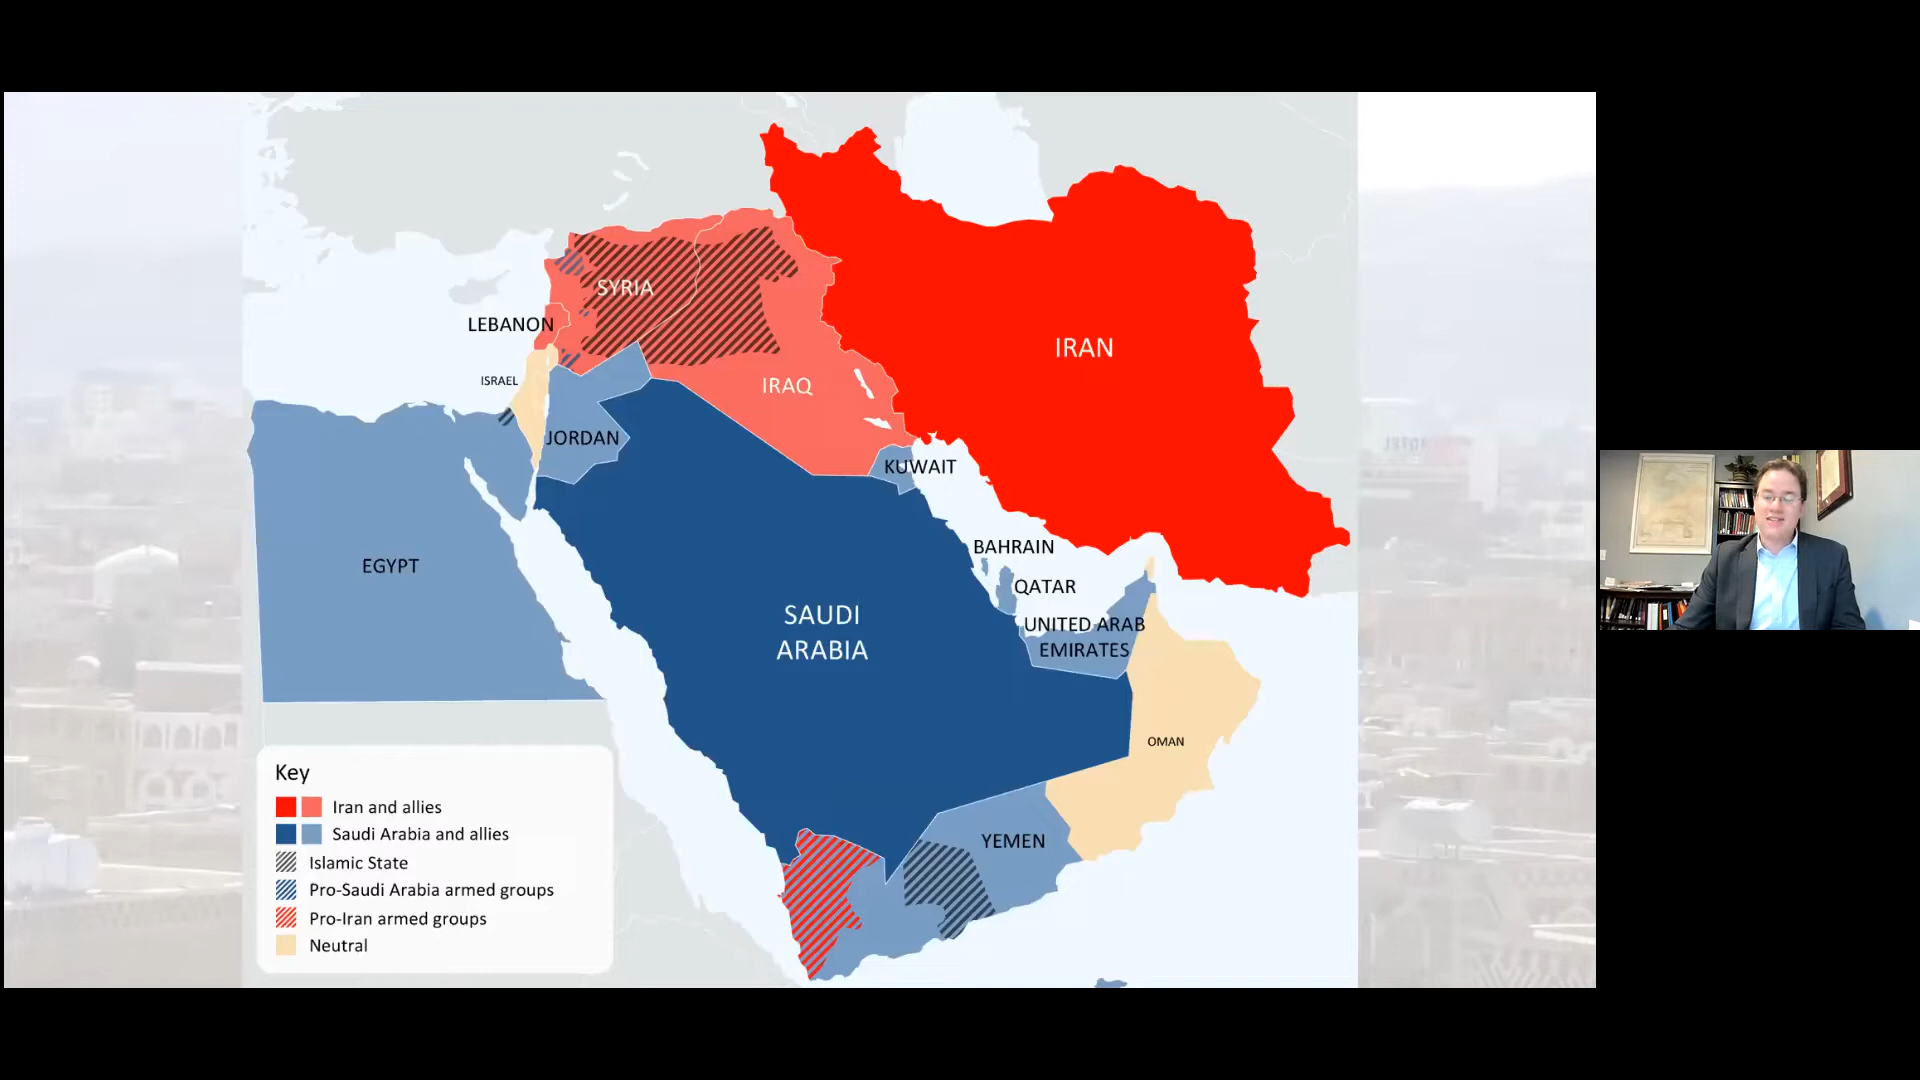 SYRIA
LEBANON
IRAN
ISRAEL
IRAQ
JORDAN
KUWAIT
BAHRAIN
EGYPT
QATAR
SAUDI
ARABIA
UNITED ARAB
EMIRATES
OMAN
YEMEN
Key
Iran and allies
Saudi Arabia and allies
Islamic State
Pro-Saudi Arabia armed groups
Pro-Iran armed groups
Neutral